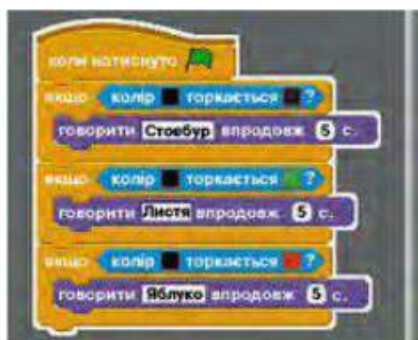 коли натиснуто
якщо колір торкається ?
говорити Стовбур впродовж 5 с.
якщо колір торкається ?
говорити Листя впродовж 5 с.
якщо колір торкається ?
говорити Яблуко впродовж 5 с.